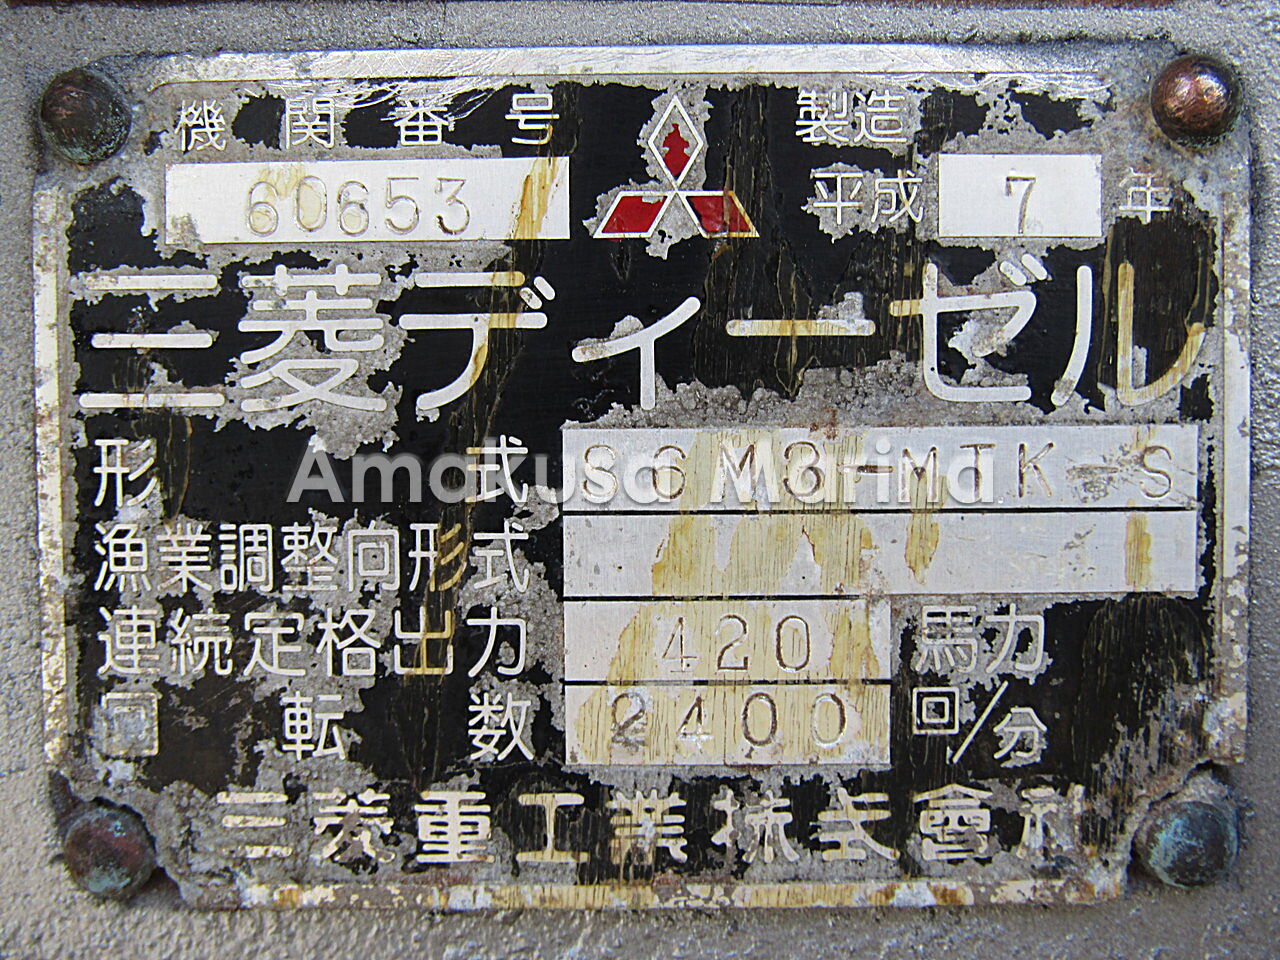 機関番号 製造
60653 平成 7 年
三菱ディーゼル
形式 S6M3-MTK-S
漁業調整向形式
連続定格出力 420 馬力
回転数 2400 回/分
三菱重工業株式會社
Amakusa Marina